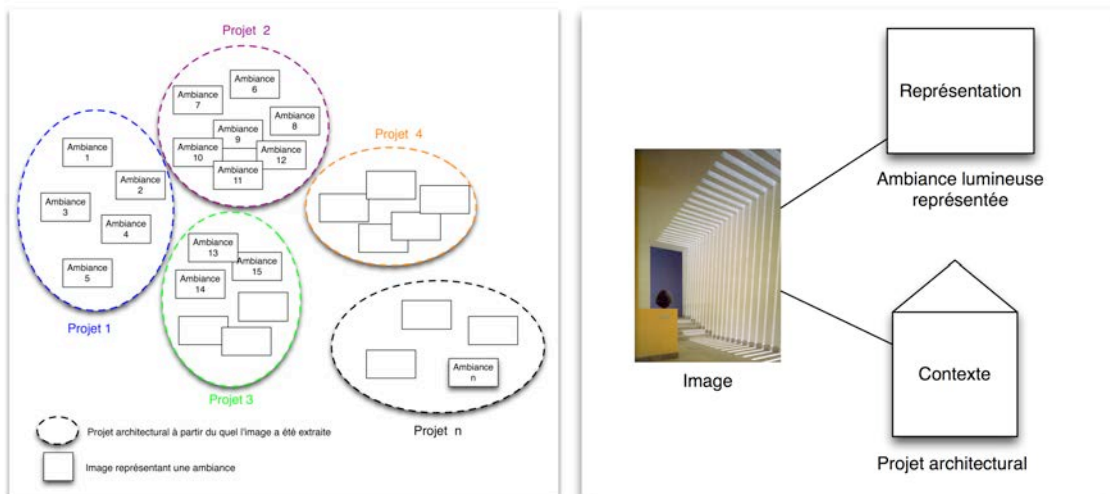 Projet 2
Ambiance
6
Ambiance
7
Ambiance
8
Ambiance
9
Ambiance
10
Ambiance
12
Ambiance
11
Ambiance
1
Ambiance
2
Ambiance
3
Ambiance
4
Ambiance
5
Projet 1
Projet 4
Ambiance
13
Ambiance
15
Ambiance
14
Projet 3
Ambiance
n
Projet n
Projet architectural à partir du quel l'image a été extraite
Image représentant une ambiance
Représentation
Ambiance lumineuse
représentée
Image
Contexte
Projet architectural